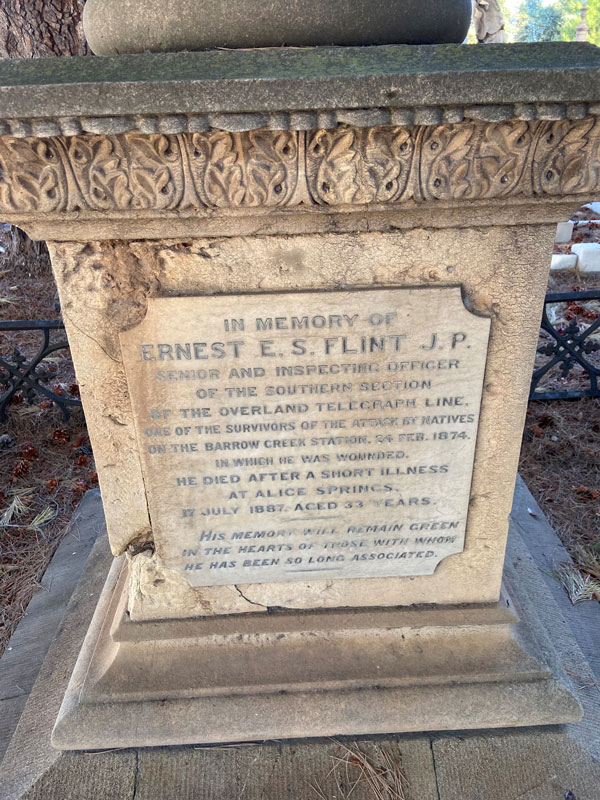 IN MEMORY OF
ERNEST E. S. FLINT J.P.
SENIOR AND INSPECTING OFFICER
OF THE SOUTHERN SECTION
OF THE OVERLAND TELEGRAPH LINE.
ONE OF THE SURVIVORS OF THE ATTACK BY NATIVES
ON THE BARROW CREEK STATION, 24 FEB. 1874.
IN WHICH HE WAS WOUNDED.
HE DIED AFTER A SHORT ILLNESS
AT ALICE SPRINGS.
17 JULY 1887. AGED 33 YEARS.
HIS MEMORY WILL REMAIN GREEN
IN THE HEARTS OF THOSE WITH WHOM
HE HAS BEEN SO LONG ASSOCIATED.